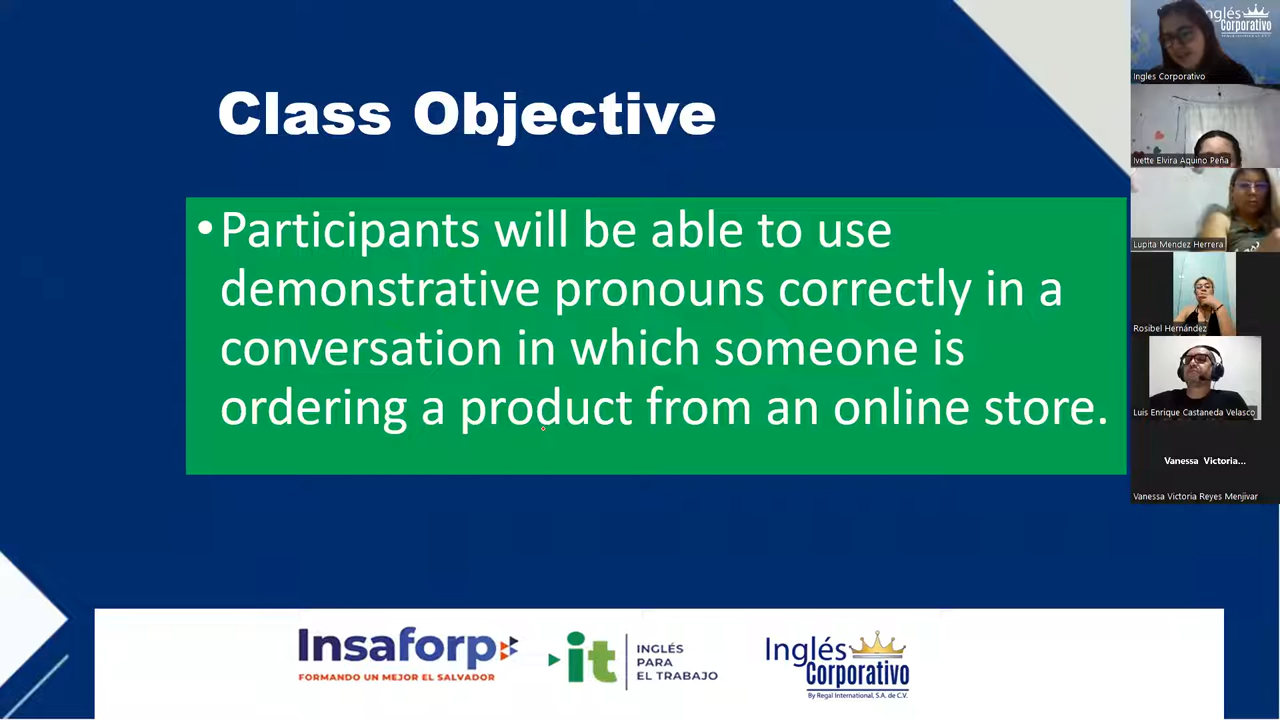 Class Objective
•Participants will be able to use
demonstrative pronouns correctly in a
conversation in which someone is
ordering a product from an online store.
Insaforp
FORMANDO UN MEJOR EL SALVADOR
it
INGLÉS
PARA
EL TRABAJO
Inglés
Corporativo
By Regal International, S.A. de C.V.
Inglés
Corporativo
Ingles Corporativo
Ivette Elvira Aquino Peña
Lupita Mendez Herrera
Rosibel Hernández
Luis Enrique Castaneda Velasco
Vanessa Victoria...
Vanessa Victoria Reyes Menjivar